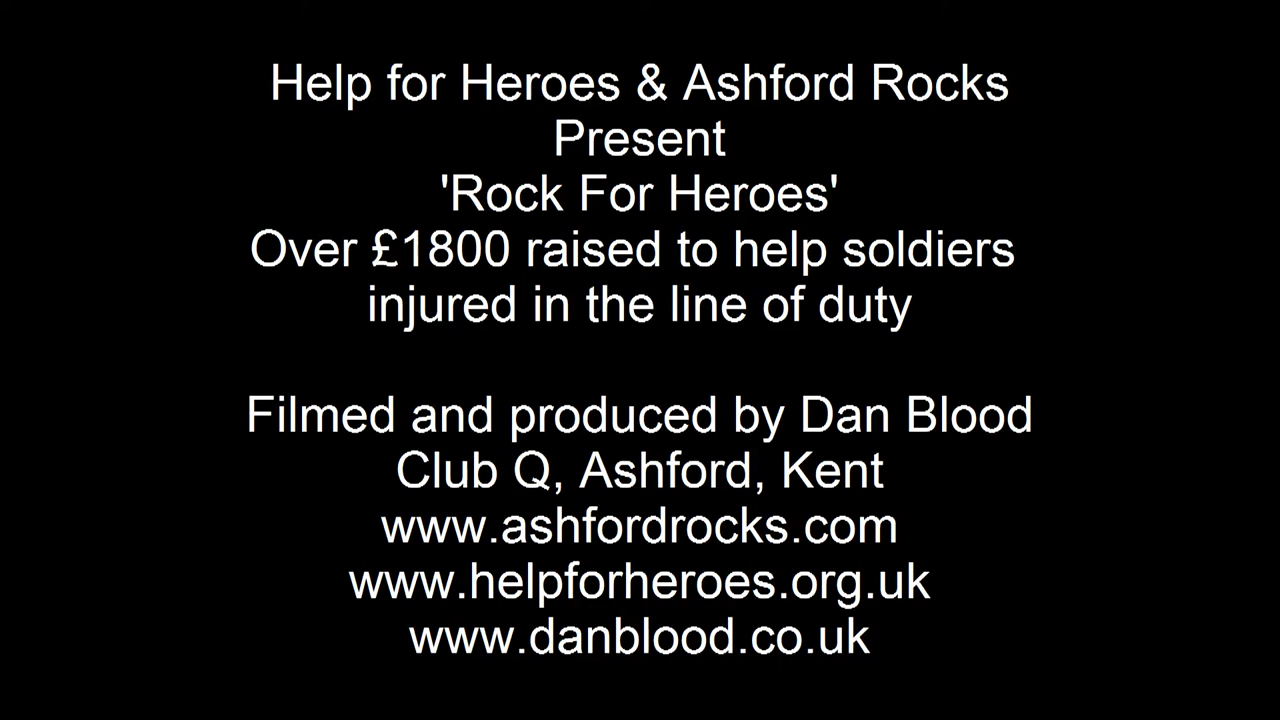 Help for Heroes & Ashford Rocks
Present
'Rock For Heroes'
Over £1800 raised to help soldiers
injured in the line of duty
Filmed and produced by Dan Blood
Club Q, Ashford, Kent
www.ashfordrocks.com
www.helpforheroes.org.uk
www.danblood.co.uk